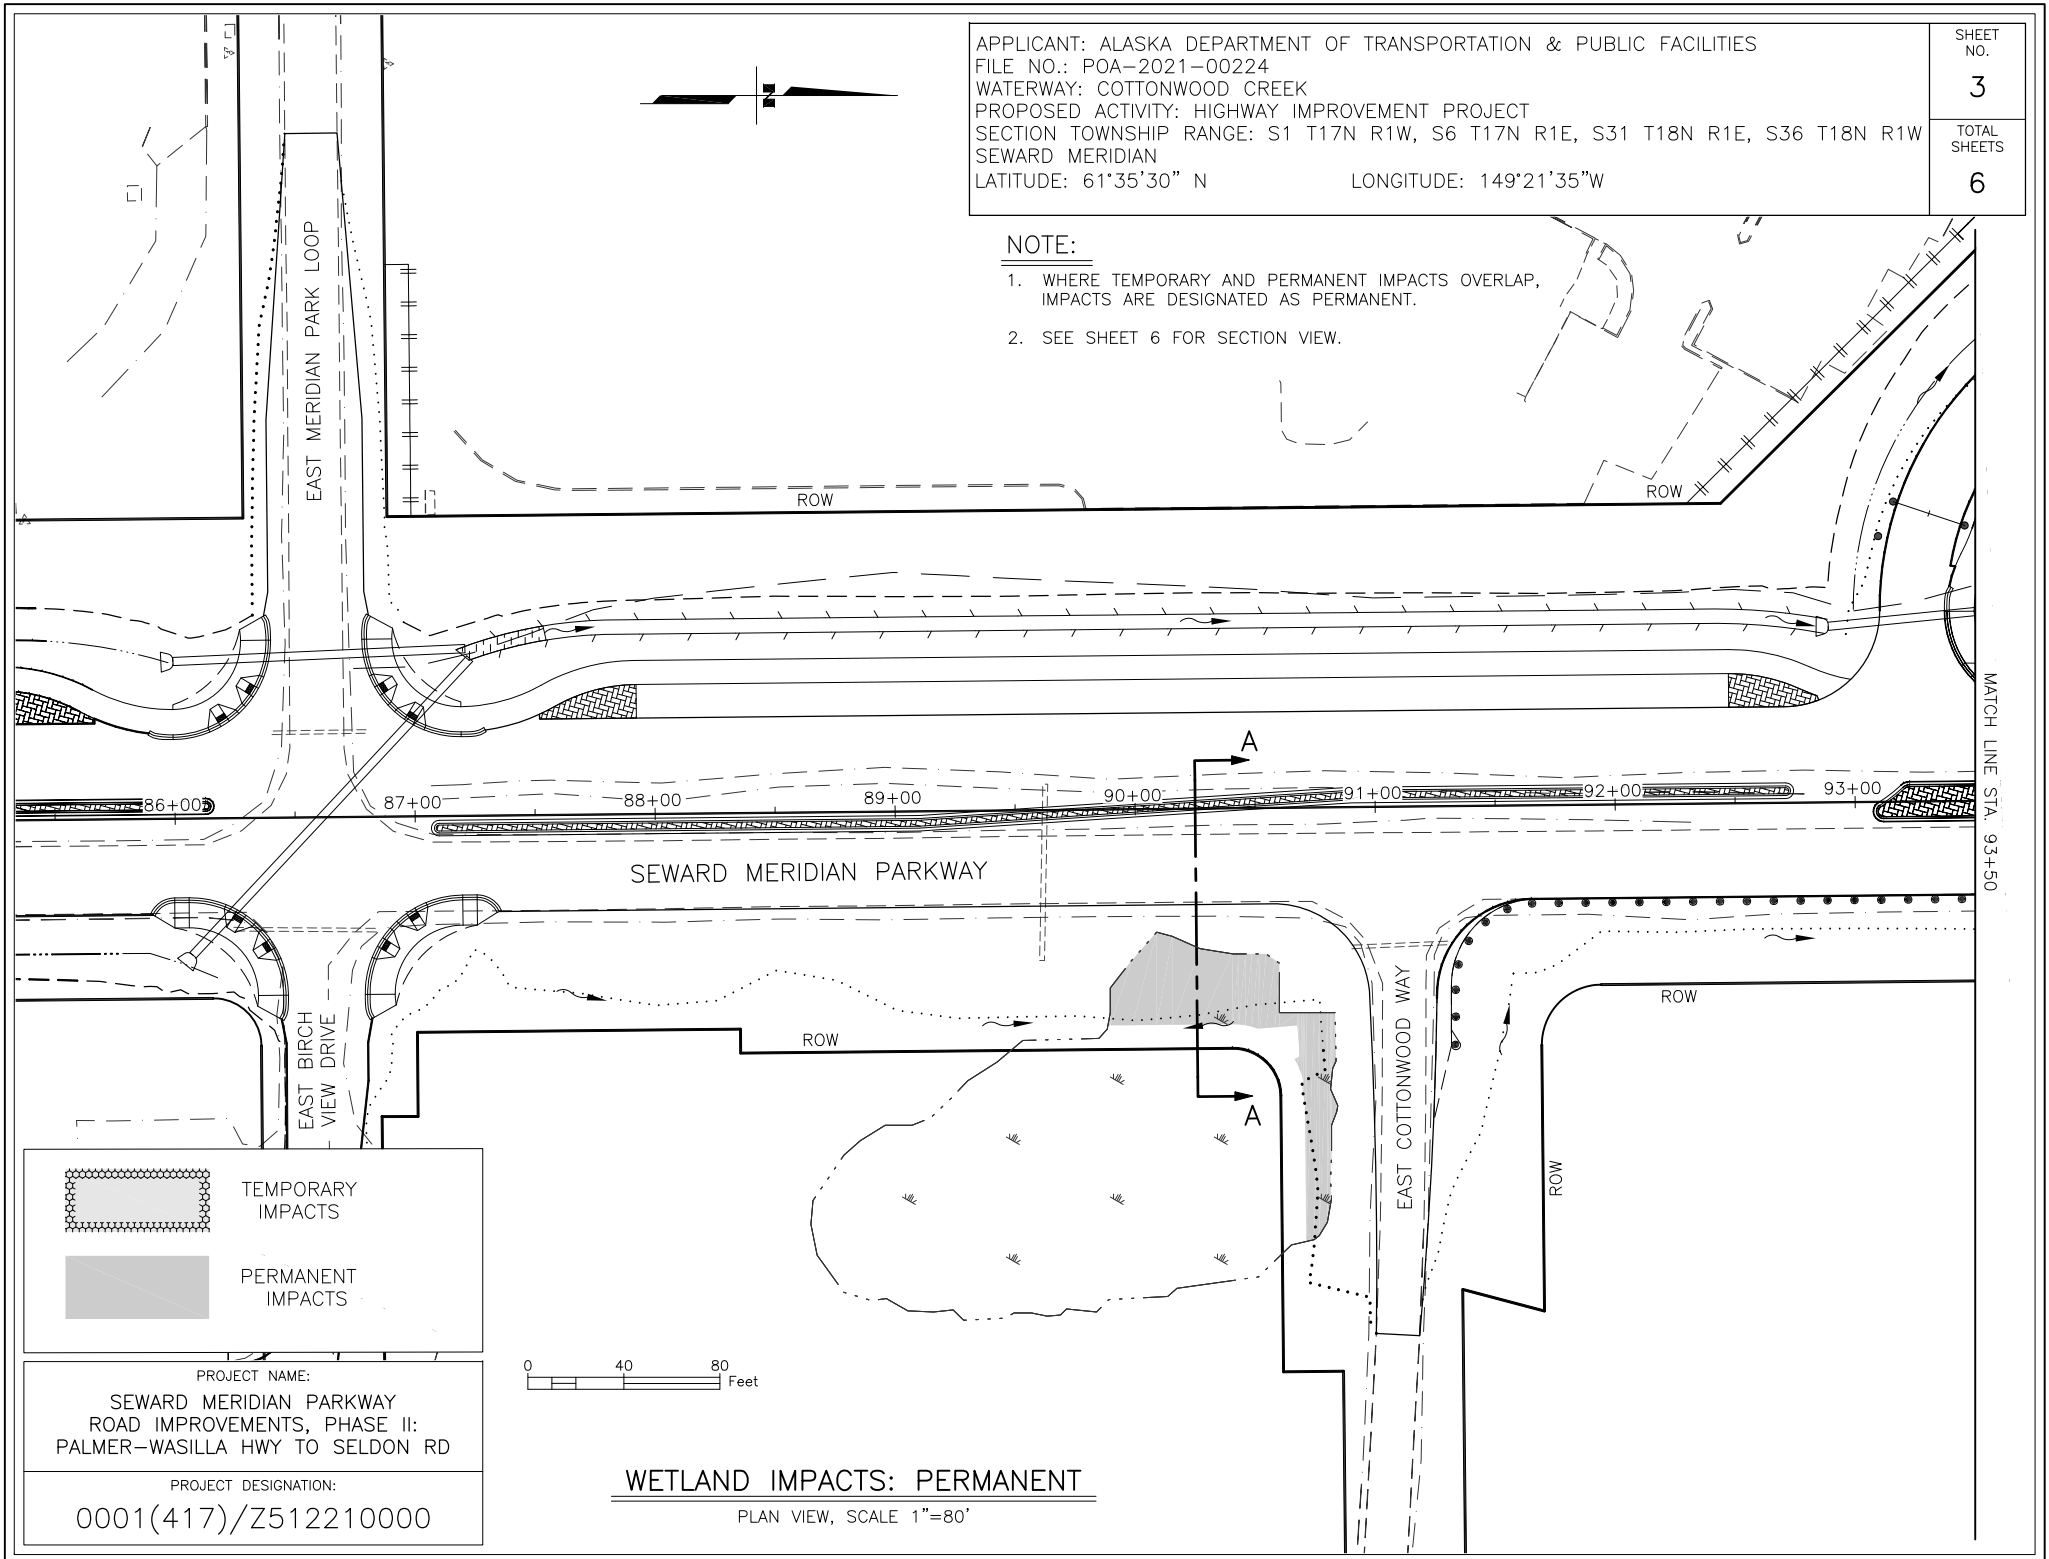 APPLICANT: ALASKA DEPARTMENT OF TRANSPORTATION & PUBLIC FACILITIES
FILE NO.: POA-2021-00224
WATERWAY: COTTONWOOD CREEK
PROPOSED ACTIVITY: HIGHWAY IMPROVEMENT PROJECT
SECTION TOWNSHIP RANGE: S1 T17N R1W, S6 T17N R1E, S31 T18N R1E, S36 T18N R1W
SEWARD MERIDIAN
LATITUDE: 61°35'30" N LONGITUDE: 149°21'35"W
SHEET
NO.
3
TOTAL
SHEETS
6
N
NOTE:
1. WHERE TEMPORARY AND PERMANENT IMPACTS OVERLAP,
IMPACTS ARE DESIGNATED AS PERMANENT.
2. SEE SHEET 6 FOR SECTION VIEW.
EAST MERIDIAN PARK LOOP
ROW
ROW
MATCH LINE STA. 93+50
A
86+00
87+00
88+00
89+00
90+00
91+00
92+00
93+00
SEWARD MERIDIAN PARKWAY
EAST COTTONWOOD WAY
ROW
ROW
ROW
EAST BIRCH
VIEW DRIVE
A
TEMPORARY
IMPACTS
PERMANENT
IMPACTS
0 40 80
Feet
PROJECT NAME:
SEWARD MERIDIAN PARKWAY
ROAD IMPROVEMENTS, PHASE II:
PALMER-WASILLA HWY TO SELDON RD
PROJECT DESIGNATION:
0001(417)/Z512210000
WETLAND IMPACTS: PERMANENT
PLAN VIEW, SCALE 1"=80'